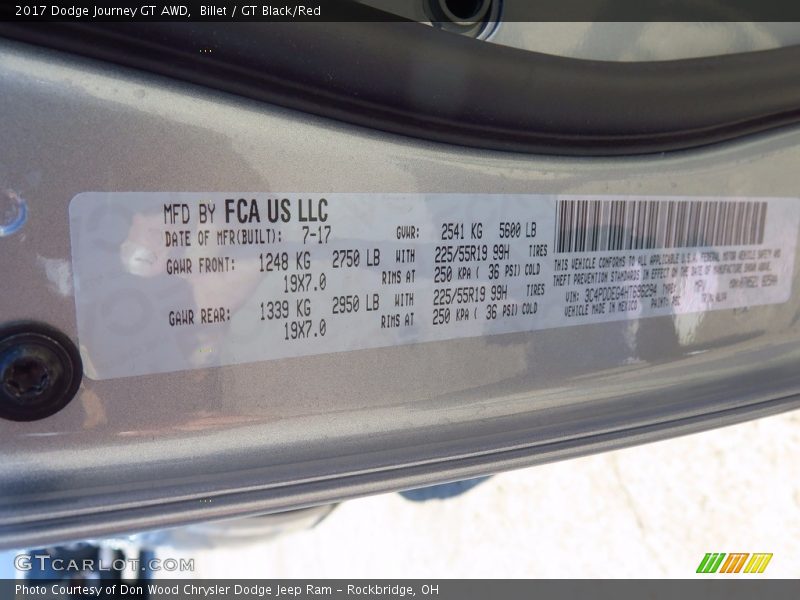 2017 Dodge Journey GT AWD, Billet / GT Black/Red
MFD BY FCA US LLC
DATE OF MFR(BUILT): 7-17 GVWR: 2541 KG 5600 LB
GAWR FRONT: 1248 KG 2750 LB WITH 225/55R19 99H TIRES
19X7.0 RIMS AT 250 KPA ( 36 PSI) COLD
GAWR REAR: 1339 KG 2950 LB WITH 225/55R19 99H TIRES
19X7.0 RIMS AT 250 KPA ( 36 PSI) COLD
THIS VEHICLE CONFORMS TO ALL APPLICABLE U.S.A. FEDERAL MOTOR VEHICLE SAFETY AND
THEFT PREVENTION STANDARDS IN EFFECT ON THE DATE OF MANUFACTURE SHOWN ABOVE.
VIN: TYPE: MPV
VEHICLE MADE IN MEXICO PAINT: PSC
GTCARLOT.COM
Photo Courtesy of Don Wood Chrysler Dodge Jeep Ram - Rockbridge, OH